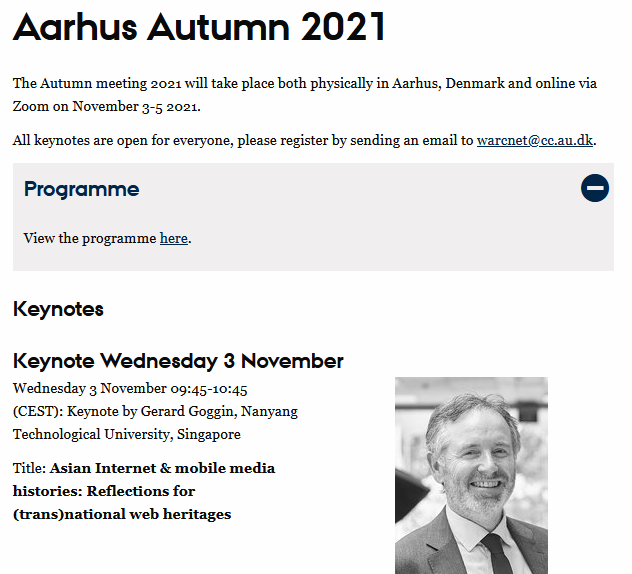 Aarhus Autumn 2021
The Autumn meeting 2021 will take place both physically in Aarhus, Denmark and online via
Zoom on November 3-5 2021.
All keynotes are open for everyone, please register by sending an email to warcnet@cc.au.dk.
Programme
View the programme here.
Keynotes
Keynote Wednesday 3 November
Wednesday 3 November 09:45-10:45
(CEST): Keynote by Gerard Goggin, Nanyang
Technological University, Singapore
Title: Asian Internet & mobile media
histories: Reflections for
(trans)national web heritages